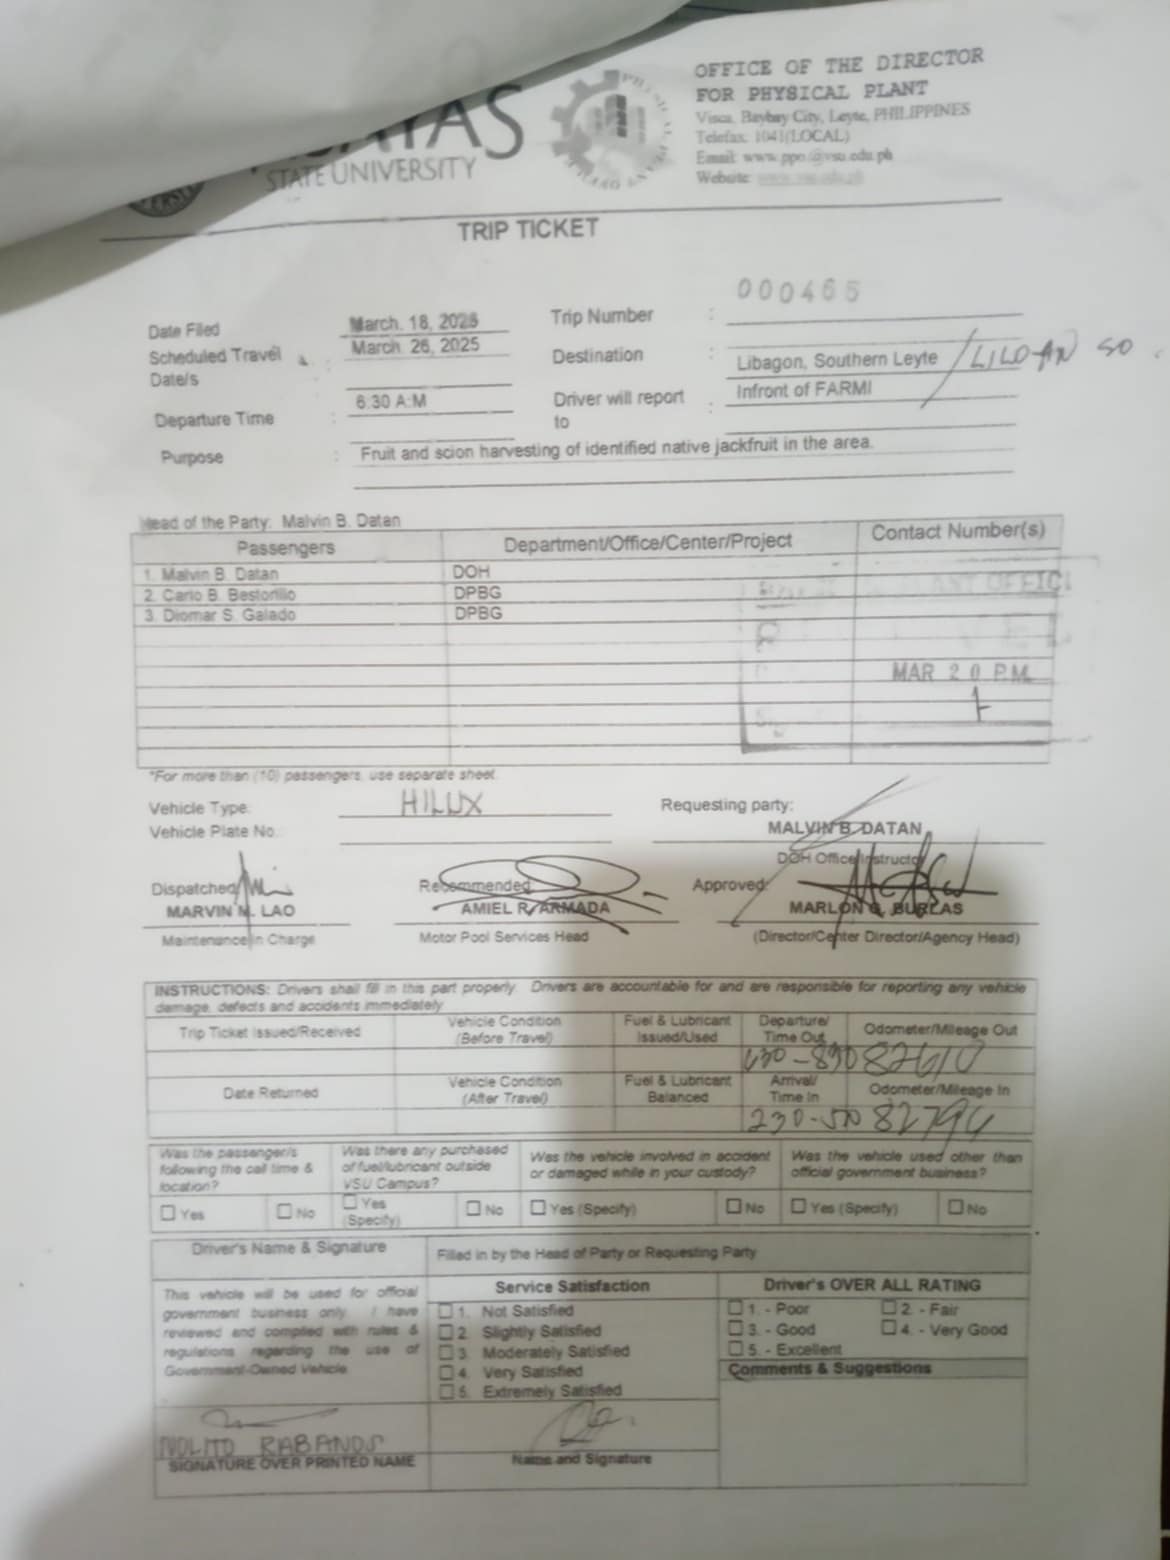 OFFICE OF THE DIRECTOR
FOR PHYSICAL PLANT
Visca, Baybay City, Leyte, PHILIPPINES
Telefax: 1041(LOCAL)
Email: www.ppo@vsu.edu.ph
Website:
STATE UNIVERSITY
TRIP TICKET
000465
Date Filed March. 18, 2025 Trip Number :
Scheduled Travel Date/s : March 26, 2025 Destination : Libagon, Southern Leyte / LILOAN SO
Departure Time : 6:30 A.M Driver will report to : Infront of FARMI
Purpose : Fruit and scion harvesting of identified native jackfruit in the area.
Head of the Party: Malvin B. Datan
Passengers Department/Office/Center/Project Contact Number(s)
1. Malvin B. Datan DOH
2. Carlo B. Bestorillo DPBG
3. Diomar S. Galado DPBG
MAR 20 P.M.
*For more than (10) passengers, use separate sheet.
Vehicle Type: HILUX Requesting party:
Vehicle Plate No.: MALVIN B. DATAN
DOH Office/Instructor
Dispatched: Recommended: Approved:
MARVIN M. LAO AMIEL R. ARMADA MARLON G. BURLAS
Maintenance In Charge Motor Pool Services Head (Director/Center Director/Agency Head)
INSTRUCTIONS: Drivers shall fill in this part properly. Drivers are accountable for and are responsible for reporting any vehicle
damage, defects and accidents immediately
Trip Ticket Issued/Received Vehicle Condition (Before Travel) Fuel & Lubricant Issued/Used Departure/ Time Out Odometer/Mileage Out
630-830 82610
Date Returned Vehicle Condition (After Travel) Fuel & Lubricant Balanced Arrival/ Time In Odometer/Mileage In
230-510 82794
Was the passenger/s following the call time & location? Was there any purchased of fuel/lubricant outside VSU Campus? Was the vehicle involved in accident or damaged while in your custody? Was the vehicle used other than official government business?
☐ Yes ☐ No ☐ Yes (Specify) ☐ No ☐ Yes (Specify) ☐ No ☐ Yes (Specify) ☐ No
Driver's Name & Signature Filled in by the Head of Party or Requesting Party
This vehicle will be used for official
government business only. I have
reviewed and complied with rules &
regulations regarding the use of
Government-Owned Vehicle.
Service Satisfaction
☐ 1. Not Satisfied
☐ 2. Slightly Satisfied
☐ 3. Moderately Satisfied
☐ 4. Very Satisfied
☐ 5. Extremely Satisfied
Driver's OVER ALL RATING
☐ 1. - Poor ☐ 2. - Fair
☐ 3. - Good ☐ 4. - Very Good
☐ 5. - Excellent
Comments & Suggestions
NOLITO RABANOS
SIGNATURE OVER PRINTED NAME Name and Signature